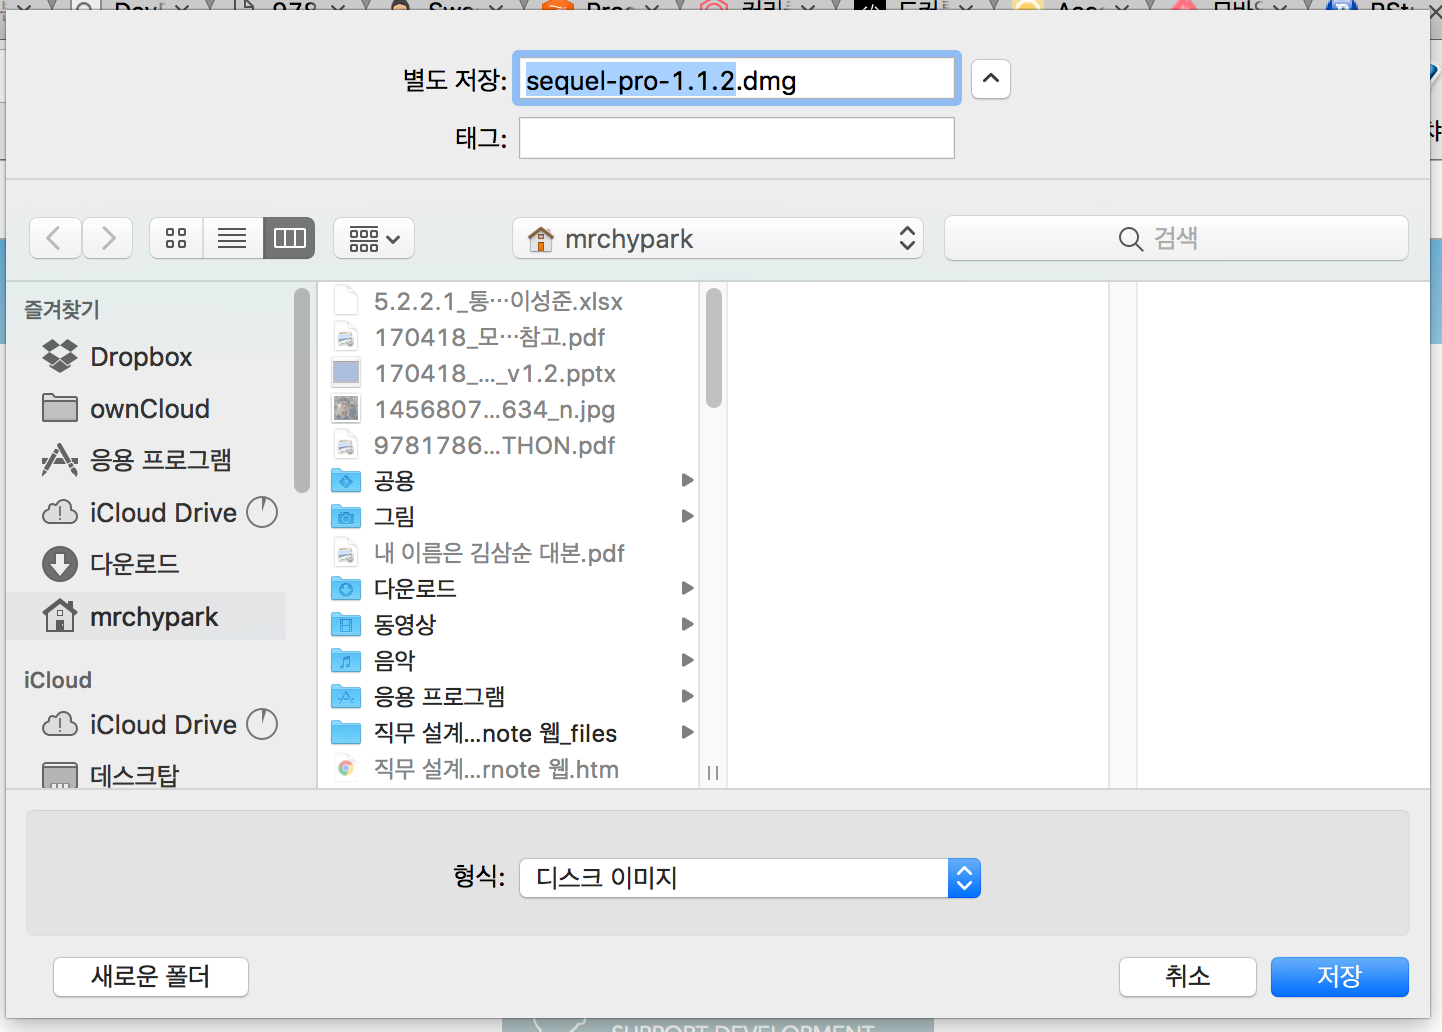 별도 저장: sequel-pro-1.1.2.dmg
태그:
mrchypark
검색
즐겨찾기
Dropbox
ownCloud
응용 프로그램
iCloud Drive
다운로드
mrchypark
iCloud
iCloud Drive
데스크탑
5.2.2.1_통…이성준.xlsx
170418_모…참고.pdf
170418_..._v1.2.pptx
1456807...634_n.jpg
9781786...THON.pdf
공용
그림
내 이름은 김삼순 대본.pdf
다운로드
동영상
음악
응용 프로그램
직무 설계...note 웹_files
직무 설계...rnote 웹.htm
형식: 디스크 이미지
새로운 폴더
취소
저장
SUPPORT DEVELOPMENT